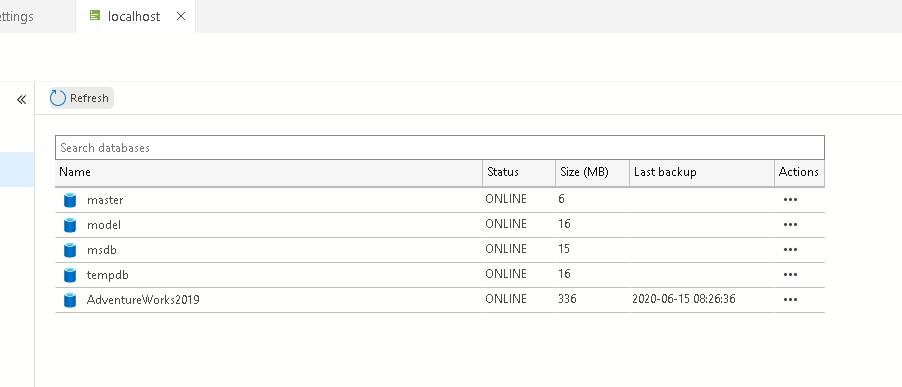 ettings localhost
Refresh
Search databases
Name Status Size (MB) Last backup Actions
master ONLINE 6
model ONLINE 16
msdb ONLINE 15
tempdb ONLINE 16
AdventureWorks2019 ONLINE 336 2020-06-15 08:26:36